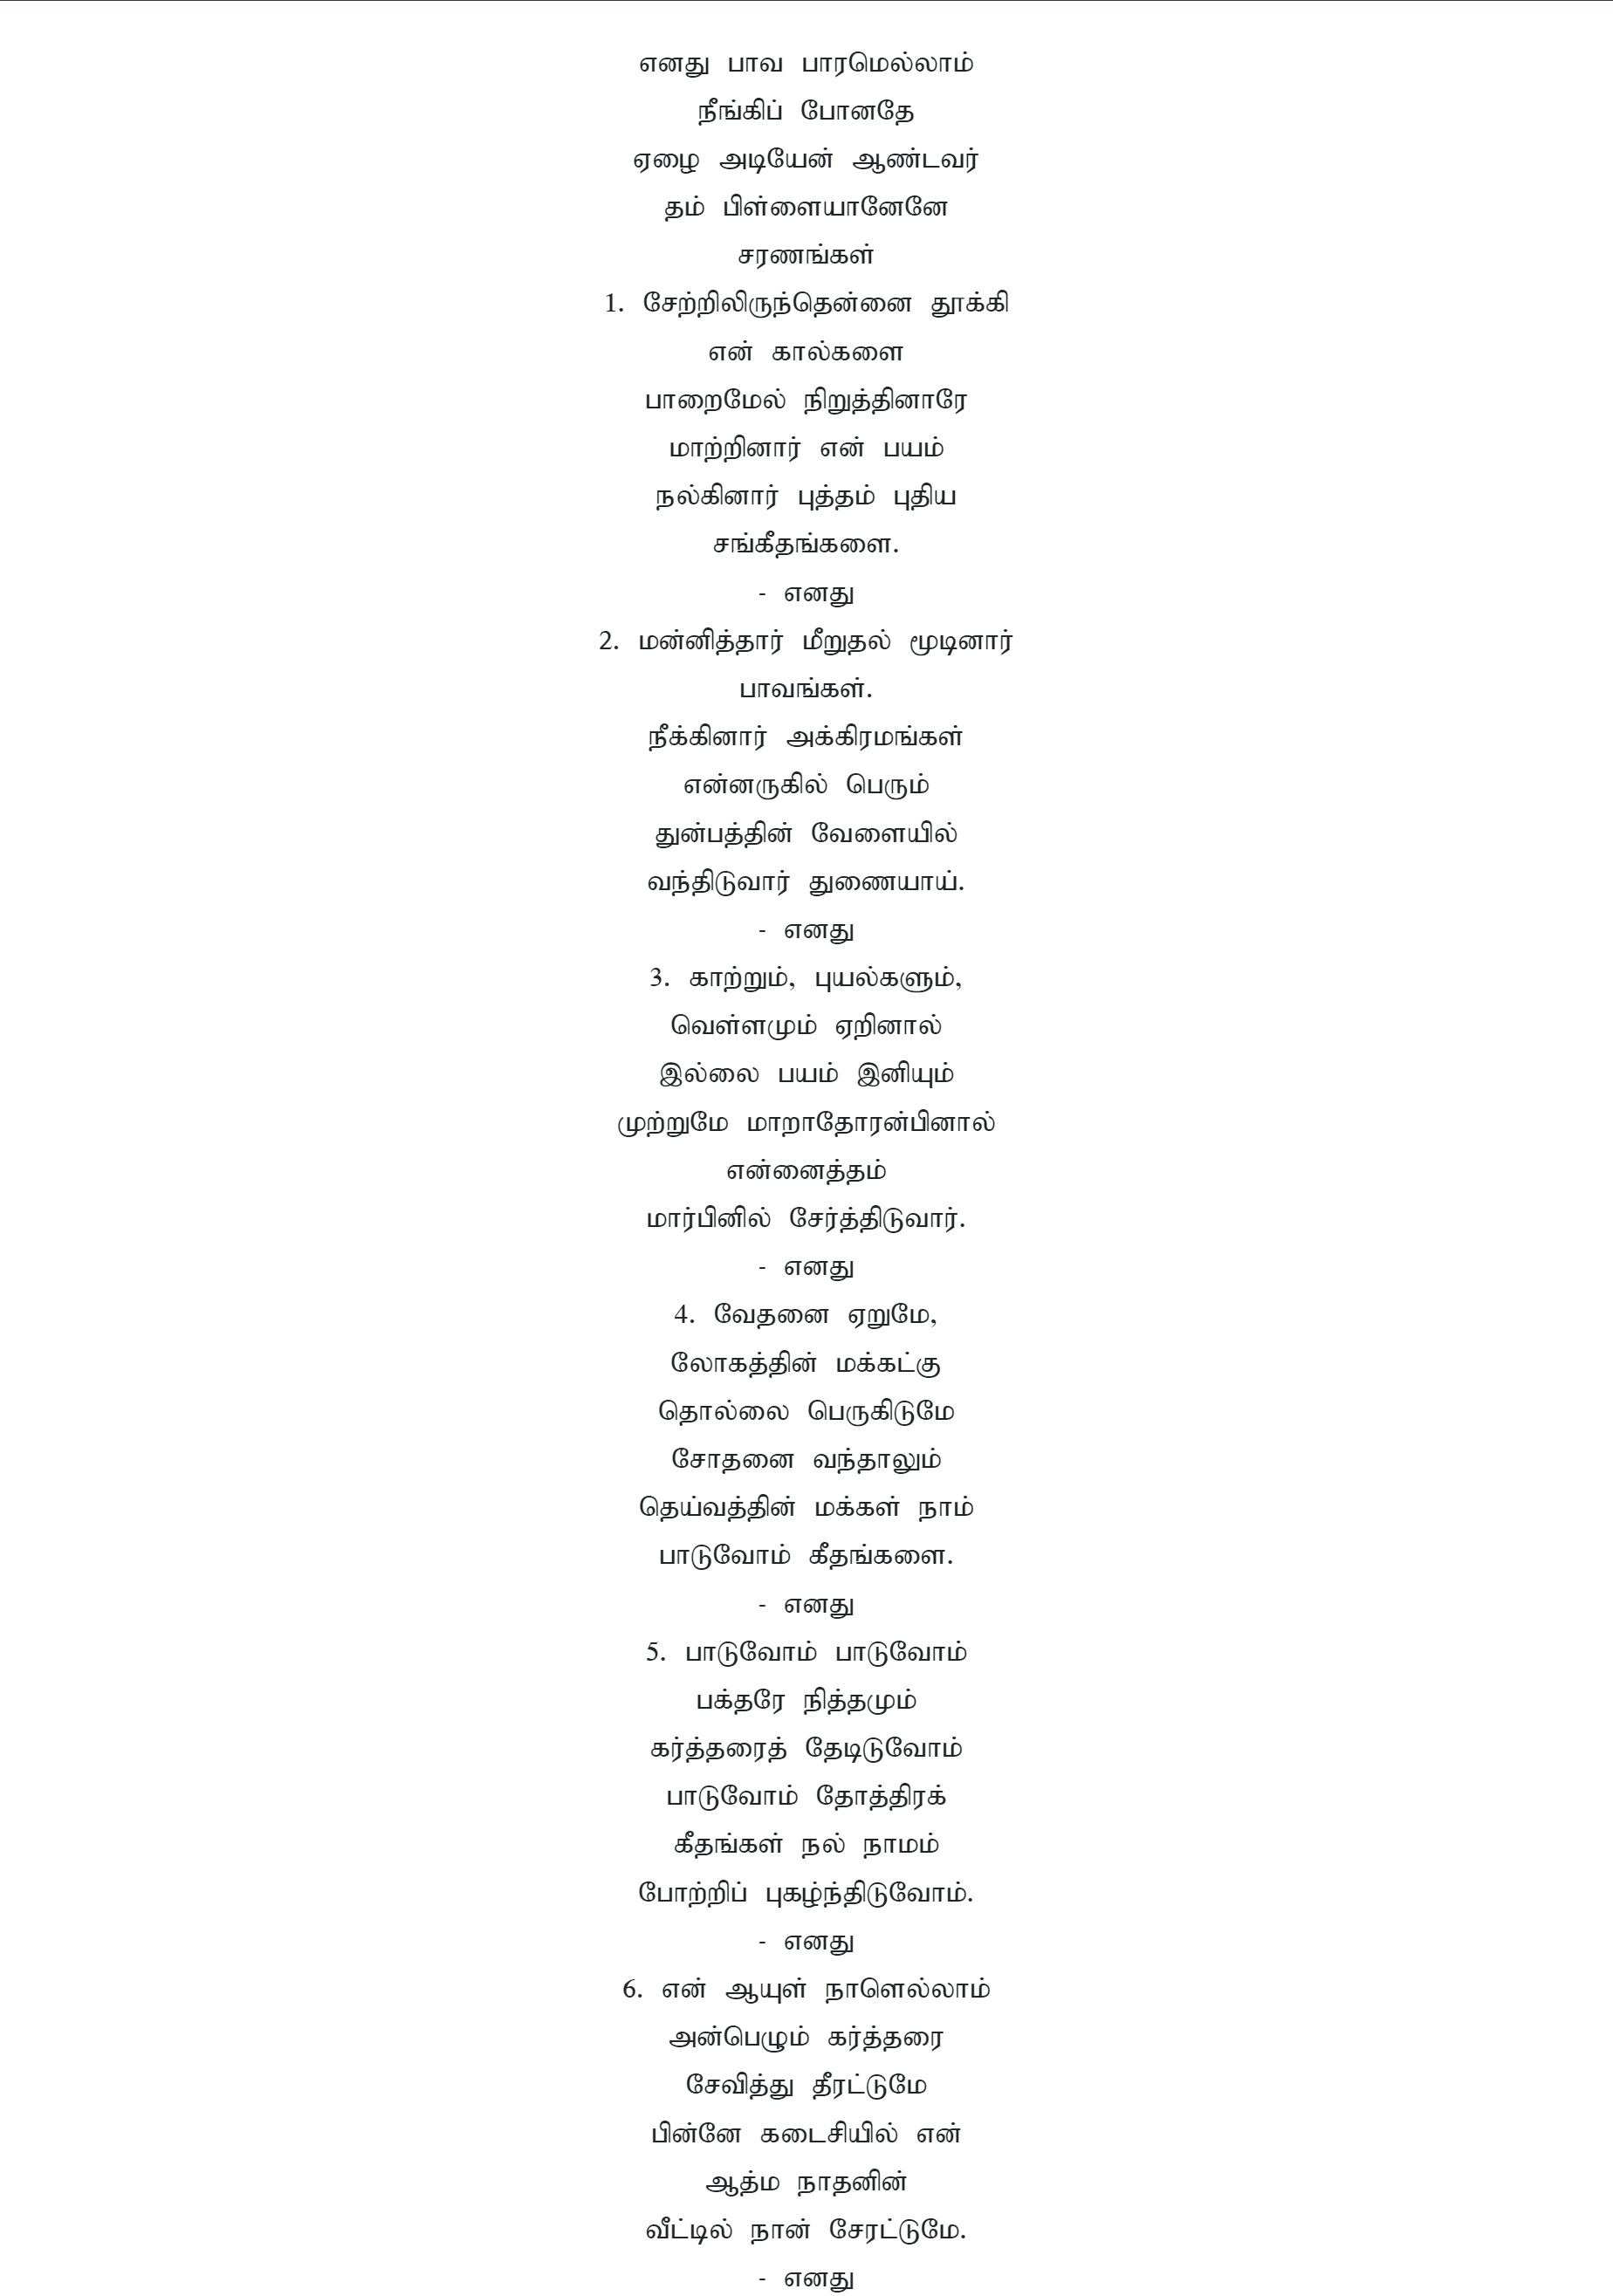 எனது பாவ பாரமெல்லாம்
நீங்கிப் போனதே
ஏழை அடியேன் ஆண்டவர்
தம் பிள்ளையானேனே
சரணங்கள்
1. சேற்றிலிருந்தென்னை தூக்கி
என் கால்களை
பாறைமேல் நிறுத்தினாரே
மாற்றினார் என் பயம்
நல்கினார் புத்தம் புதிய
சங்கீதங்களை.
- எனது
2. மன்னித்தார் மீறுதல் மூடினார்
பாவங்கள்.
நீக்கினார் அக்கிரமங்கள்
என்னருகில் பெரும்
துன்பத்தின் வேளையில்
வந்திடுவார் துணையாய்.
- எனது
3. காற்றும், புயல்களும்,
வெள்ளமும் ஏறினால்
இல்லை பயம் இனியும்
முற்றுமே மாறாதோரன்பினால்
என்னைத்தம்
மார்பினில் சேர்த்திடுவார்.
- எனது
4. வேதனை ஏறுமே,
லோகத்தின் மக்கட்கு
தொல்லை பெருகிடுமே
சோதனை வந்தாலும்
தெய்வத்தின் மக்கள் நாம்
பாடுவோம் கீதங்களை.
- எனது
5. பாடுவோம் பாடுவோம்
பக்தரே நித்தமும்
கர்த்தரைத் தேடிடுவோம்
பாடுவோம் தோத்திரக்
கீதங்கள் நல் நாமம்
போற்றிப் புகழ்ந்திடுவோம்.
- எனது
6. என் ஆயுள் நாளெல்லாம்
அன்பெழும் கர்த்தரை
சேவித்து தீரட்டுமே
பின்னே கடைசியில் என்
ஆத்ம நாதனின்
வீட்டில் நான் சேரட்டுமே.
- எனது